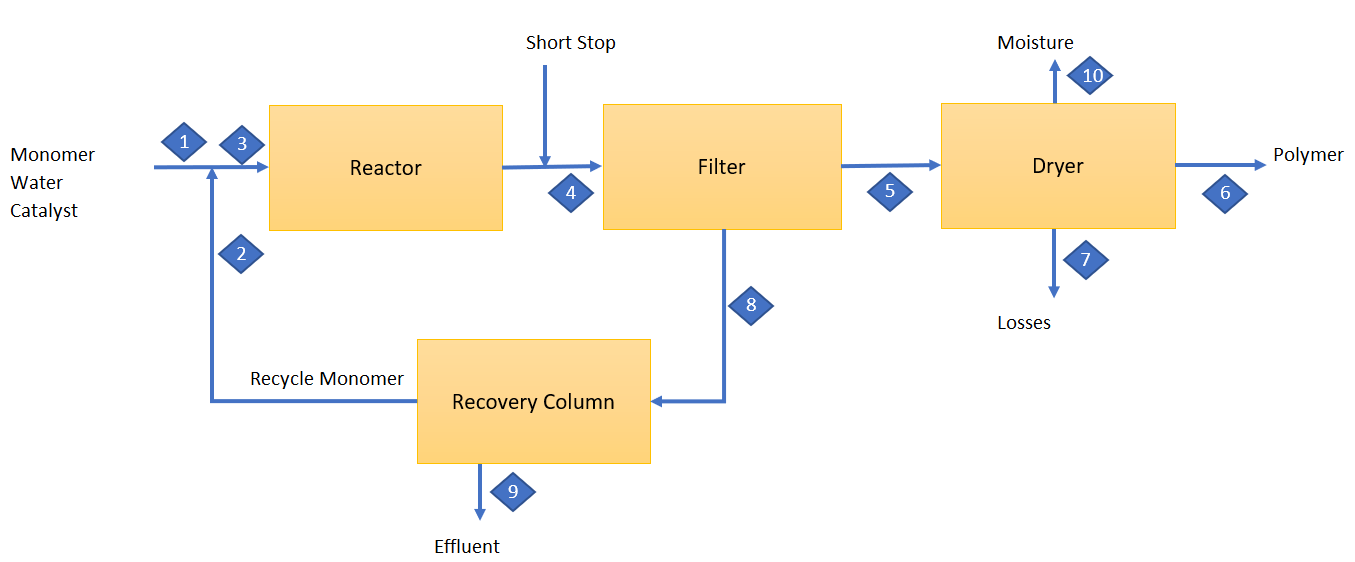 Short Stop
Moisture
10
1
3
Monomer
Water
Catalyst
Reactor
Filter
Dryer
Polymer
4
5
6
2
7
Losses
8
Recycle Monomer
Recovery Column
9
Effluent